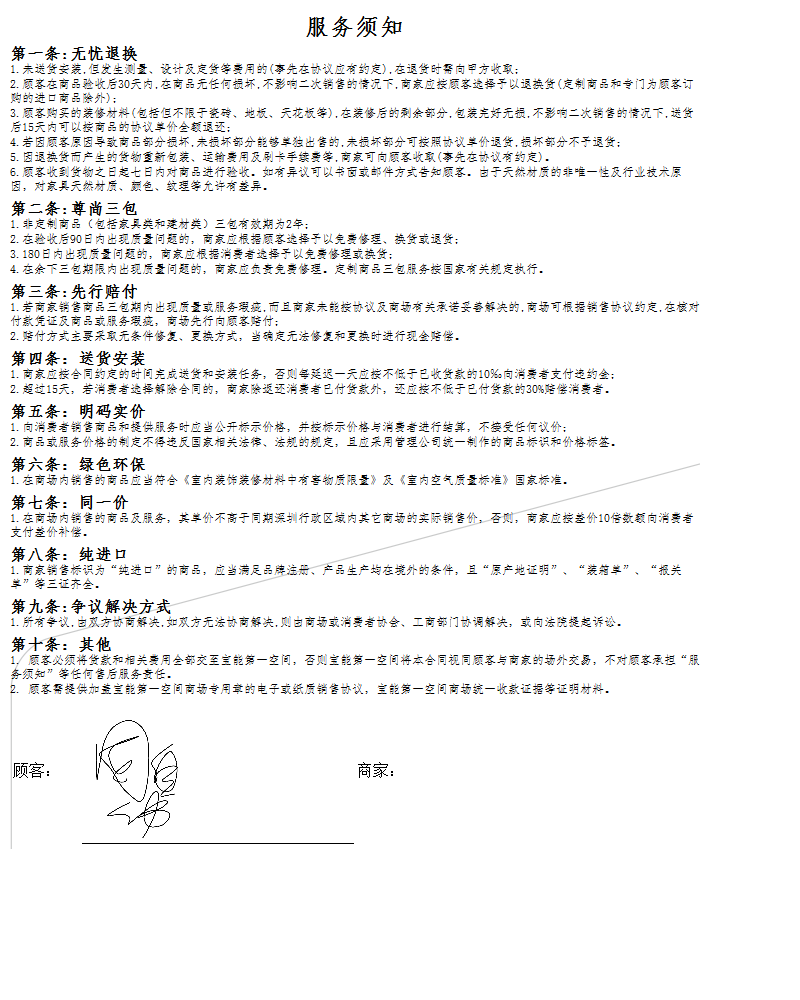 服务须知
第一条:无忧退换
1.未送货安装,但发生测量、设计及定货等费用的(事先在协议应有约定),在退货时需向甲方收取;
2.顾客在商品验收后30天内,在商品无任何损坏,不影响二次销售的情况下,商家应按顾客选择予以退换货(定制商品和专门为顾客订
购的进口商品除外);
3.顾客购买的装修材料(包括但不限于瓷砖、地板、天花板等),在装修后的剩余部分,包装完好无损,不影响二次销售的情况下,送货
后15天内可以按商品的协议单价全额退还;
4.若因顾客原因导致商品部分损坏,未损坏部分能够单独出售的,未损坏部分可按照协议单价退货,损坏部分不予退货;
5.因退换货而产生的货物重新包装、运输费用及刷卡手续费等,商家可向顾客收取(事先在协议有约定)。
6.顾客收到货物之日起七日内对商品进行验收。如有异议可以书面或邮件方式告知顾客。由于天然材质的非唯一性及行业技术原
因，对家具天然材质、颜色、纹理等允许有差异。
第二条:尊尚三包
1.非定制商品（包括家具类和建材类）三包有效期为2年;
2.在验收后90日内出现质量问题的，商家应根据顾客选择予以免费修理、换货或退货;
3.180日内出现质量问题的，商家应根据消费者选择予以免费修理或换货;
4.在余下三包期限内出现质量问题的，商家应负责免费修理。定制商品三包服务按国家有关规定执行。
第三条:先行赔付
1.若商家销售商品三包期内出现质量或服务瑕疵,而且商家未能按协议及商场有关承诺妥善解决的,商场可根据销售协议约定,在核对
付款凭证及商品或服务瑕疵，商场先行向顾客赔付;
2.赔付方式主要采取无条件修复、更换方式，当确定无法修复和更换时进行现金赔偿。
第四条：送货安装
1.商家应按合同约定的时间完成送货和安装任务，否则每延迟一天应按不低于已收货款的10‰向消费者支付违约金;
2.超过15天，若消费者选择解除合同的，商家除返还消费者已付货款外，还应按不低于已付货款的30%赔偿消费者。
第五条：明码实价
1.向消费者销售商品和提供服务时应当公开标示价格，并按标示价格与消费者进行结算，不接受任何议价;
2.商品或服务价格的制定不得违反国家相关法律、法规的规定，且应采用管理公司统一制作的商品标识和价格标签。
第六条：绿色环保
1.在商场内销售的商品应当符合《室内装饰装修材料中有害物质限量》及《室内空气质量标准》国家标准。
第七条：同一价
1.在商场内销售的商品及服务，其单价不高于同期深圳行政区域内其它商场的实际销售价，否则，商家应按差价10倍数额向消费者
支付差价补偿。
第八条：纯进口
1.商家销售标识为“纯进口”的商品，应当满足品牌注册、产品生产均在境外的条件，且“原产地证明”、“装箱单”、“报关
单”等三证齐全。
第九条:争议解决方式
1.所有争议,由双方协商解决,如双方无法协商解决,则由商场或消费者协会、工商部门协调解决，或向法院提起诉讼。
第十条：其他
1. 顾客必须将货款和相关费用全部交至宝能第一空间，否则宝能第一空间将本合同视同顾客与商家的场外交易，不对顾客承担“服
务须知”等任何售后服务责任。
2. 顾客需提供加盖宝能第一空间商场专用章的电子或纸质销售协议，宝能第一空间商场统一收款证据等证明材料。
顾客： 商家：